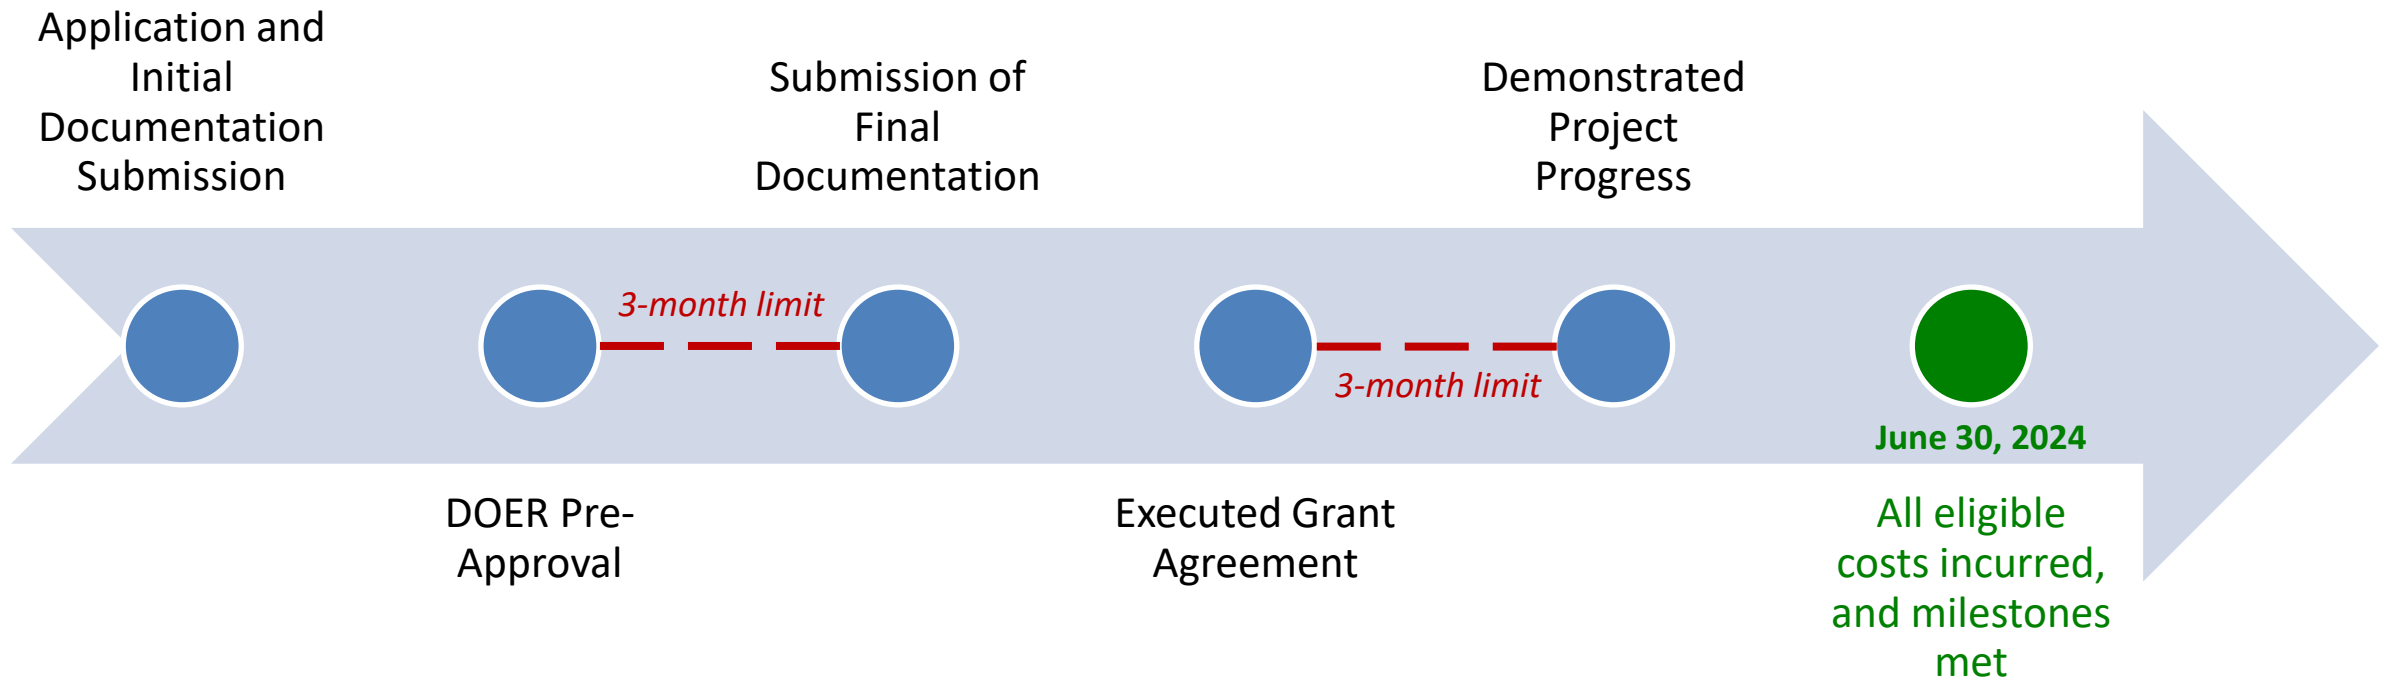 Application and
Initial
Documentation
Submission
Submission of
Final
Documentation
Demonstrated
Project
Progress
3-month limit
3-month limit
June 30, 2024
DOER Pre-
Approval
Executed Grant
Agreement
All eligible
costs incurred,
and milestones
met